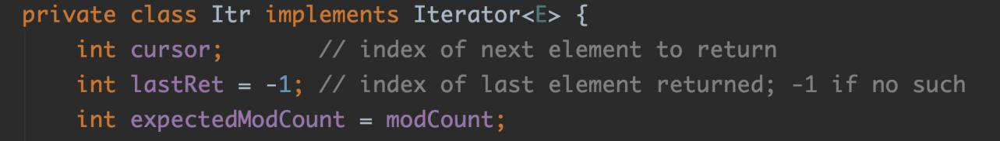 private class Itr implements Iterator<E> {
int cursor;       // index of next element to return
int lastRet = -1; // index of last element returned; -1 if no such
int expectedModCount = modCount;